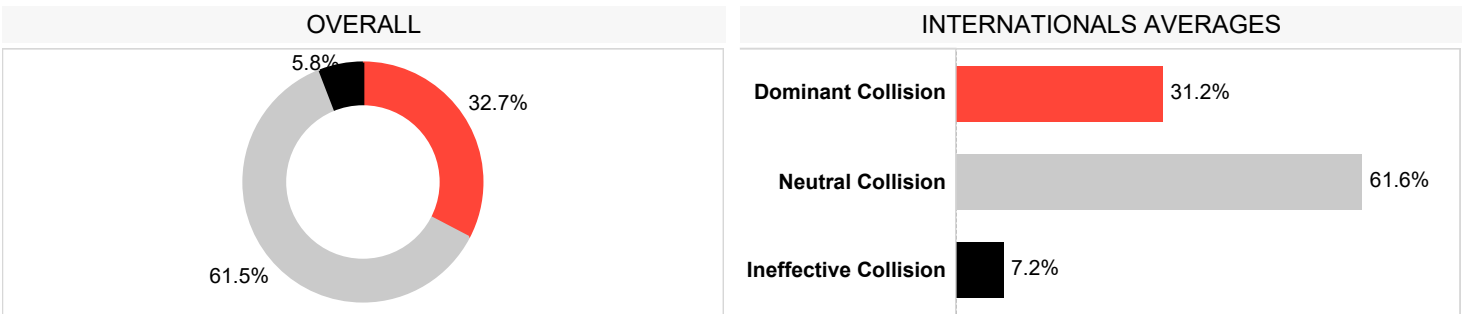 OVERALL
5.8%
32.7%
61.5%
INTERNATIONALS AVERAGES
Dominant Collision 31.2%
Neutral Collision 61.6%
Ineffective Collision 7.2%